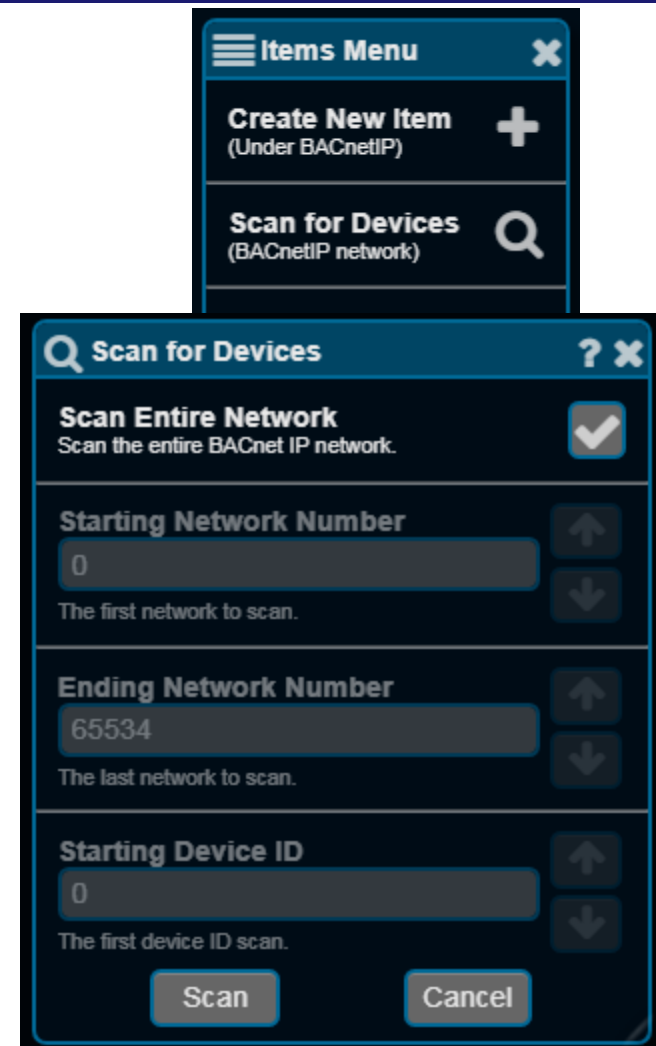 Items Menu
Create New Item
(Under BACnetIP)
Scan for Devices
(BACnetIP network)
Scan for Devices
Scan Entire Network
Scan the entire BACnet IP network.
Starting Network Number
0
The first network to scan.
Ending Network Number
65534
The last network to scan.
Starting Device ID
0
The first device ID scan.
Scan Cancel